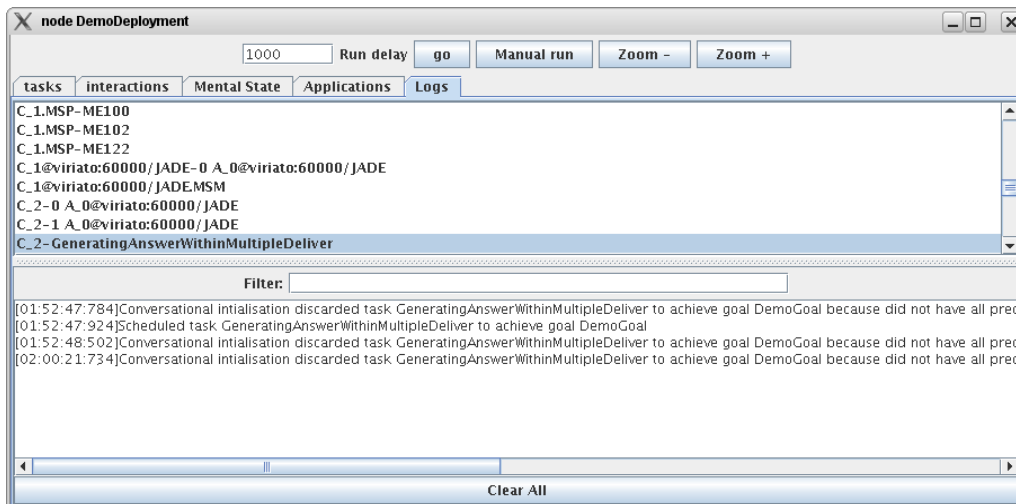 node DemoDeployment
1000 Run delay go Manual run Zoom - Zoom +
tasks interactions Mental State Applications Logs
C_1.MSP-ME100
C_1.MSP-ME102
C_1.MSP-ME122
C_1@viriato:60000/JADE-0 A_0@viriato:60000/JADE
C_1@viriato:60000/JADE.MSM
C_2-0 A_0@viriato:60000/JADE
C_2-1 A_0@viriato:60000/JADE
C_2-GeneratingAnswerWithinMultipleDeliver
Filter:
[01:52:47:784]Conversational intialisation discarded task GeneratingAnswerWithinMultipleDeliver to achieve goal DemoGoal because did not have all prec
[01:52:47:924]Scheduled task GeneratingAnswerWithinMultipleDeliver to achieve goal DemoGoal
[01:52:48:502]Conversational intialisation discarded task GeneratingAnswerWithinMultipleDeliver to achieve goal DemoGoal because did not have all prec
[02:00:21:734]Conversational intialisation discarded task GeneratingAnswerWithinMultipleDeliver to achieve goal DemoGoal because did not have all prec
Clear All